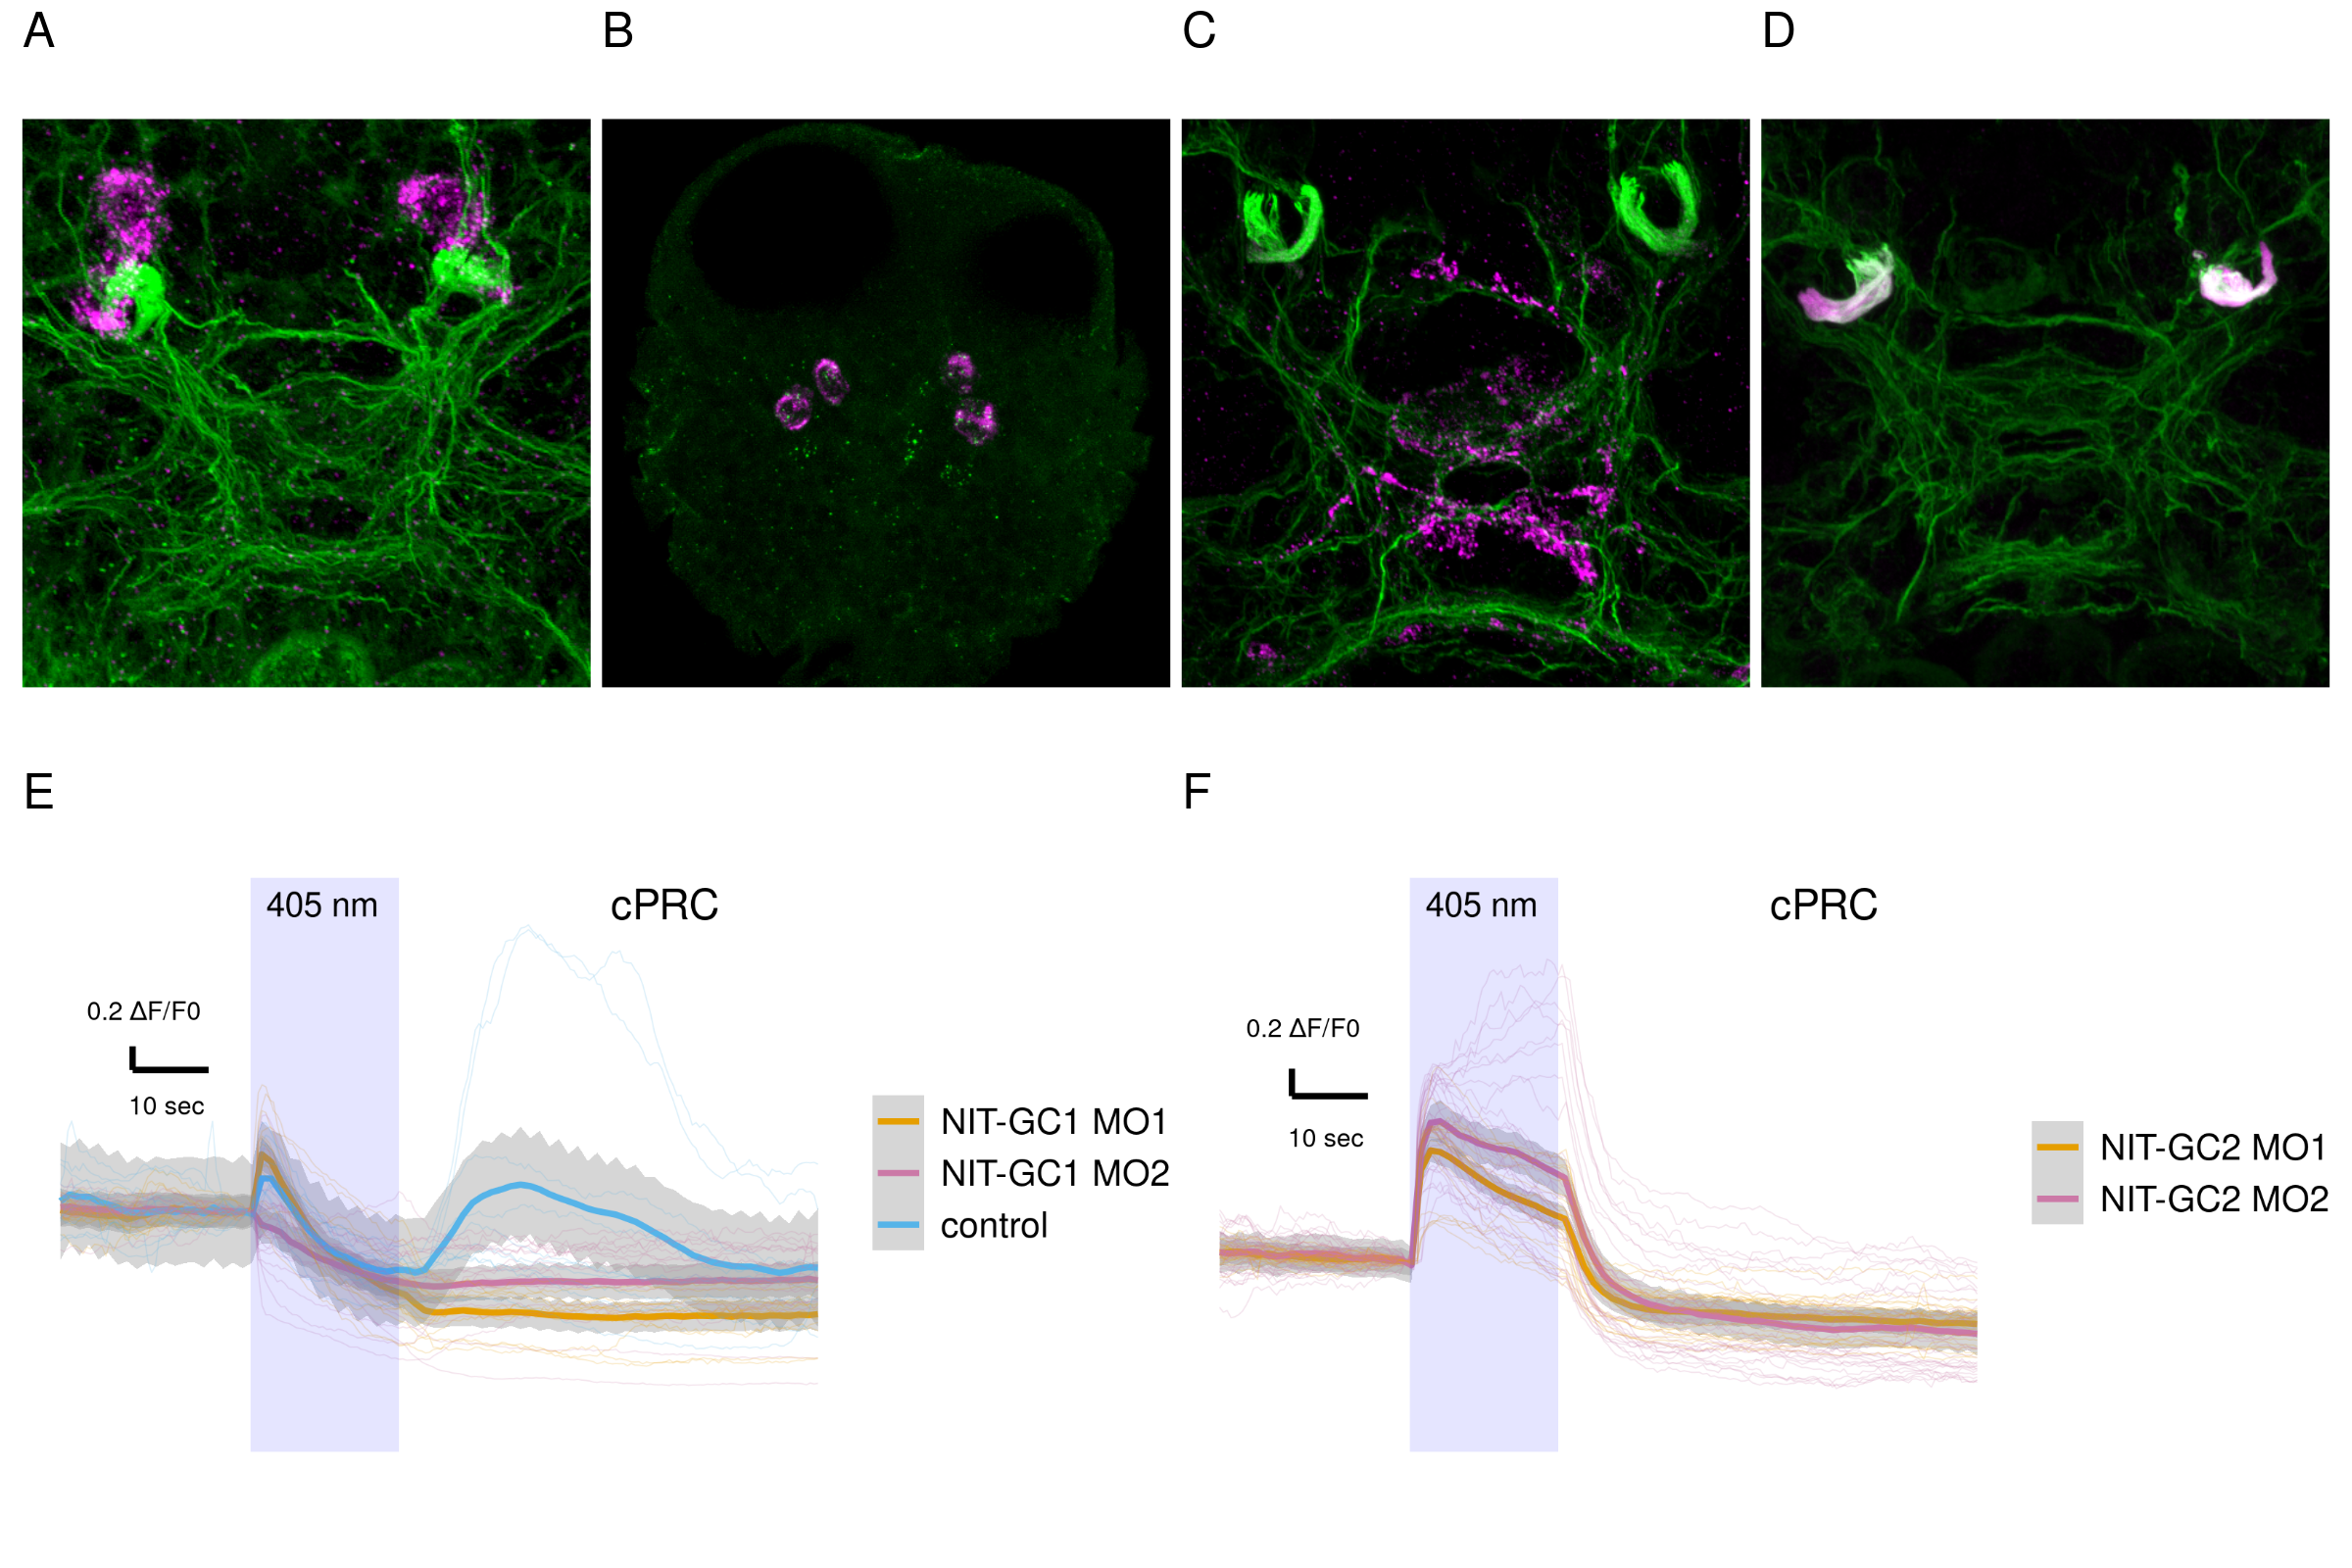 A
B
C
D
E
405 nm
cPRC
0.2 ΔF/F0
10 sec
NIT-GC1 MO1
NIT-GC1 MO2
control
F
405 nm
cPRC
0.2 ΔF/F0
10 sec
NIT-GC2 MO1
NIT-GC2 MO2